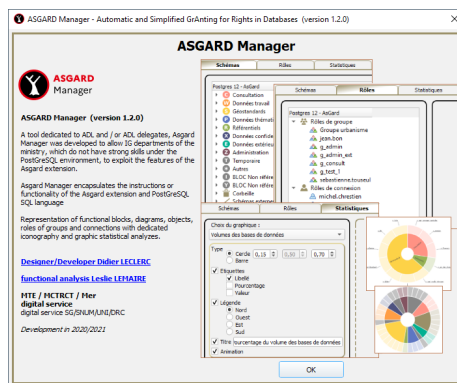 ASGARD Manager - Automatic and Simplified GrAnting for Rights in Databases (version 1.2.0)
ASGARD Manager
ASGARD
Manager
ASGARD Manager (version 1.2.0)
A tool dedicated to ADL and / or ADL delegates, Asgard
Manager was developed to allow IG departments of the
ministry, which do not have strong skills under the
PostgreSQL environment, to exploit the features of the
Asgard extension.
Asgard Manager encapsulates the instructions or
functionality of the Asgard extension and PostGreSQL
SQL language
Representation of functional blocks, diagrams, objects,
roles of groups and connections with dedicated
iconography and graphic statistical analyzes.
Designer/Developer Didier LECLERC
functional analysis Leslie LEMAIRE
MTE / MCTRCT / Mer
digital service
digital service SG/SNUM/UNI/DRC
Development in 2020/2021
Schémas Rôles Statistiques
Postgres 12 - AsGard
Consultation
Données travail
Géostandards
Données thémati
Référentiels
Données confide
Données extérieur
Administration
Temporaire
Autres
BLOC Non référe
BLOC Non référe
Corbeille
Schémas externes
Schémas Rôles Statistiques
Postgres 12 - AsGard
Rôles de groupe
Groupe urbanisme
jean.bon
g_admin
g_admin_ext
g_consult
g_test_1
sebastienne.truseul
Rôles de connexion
michel.chrestien
Schémas Rôles Statistiques
Choix du graphique :
Volumes des bases de données
Type
Cercle 0,15 0,50 0,70
Barre
Etiquettes
Libellé
Pourcentage
Valeur
Légende
Nord
Ouest
Est
Sud
Titre ourcentage du volume des bases de données
Animation
OK